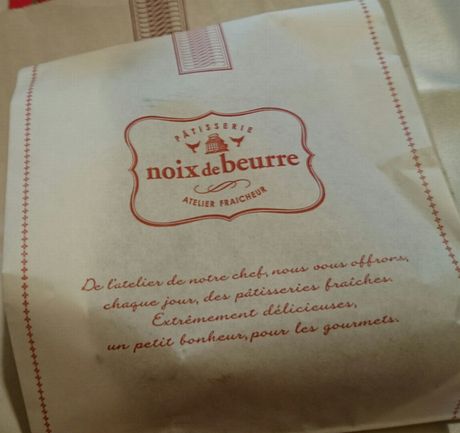 PÂTISSERIE
noix de beurre
ATELIER FRAICHEUR
De l'atelier de notre chef, nous vous offrons,
chaque jour, des pâtisseries fraîches.
Extrêmement délicieuses,
un petit bonheur, pour les gourmets.